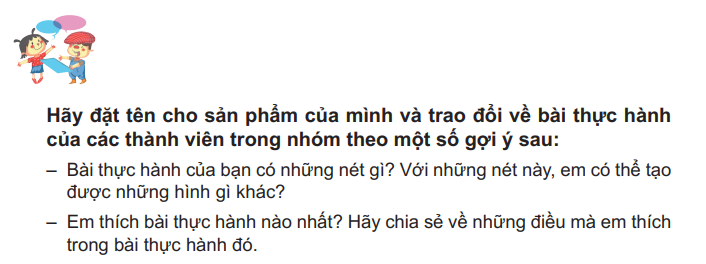 Hãy đặt tên cho sản phẩm của mình và trao đổi về bài thực hành
của các thành viên trong nhóm theo một số gợi ý sau:
– Bài thực hành của bạn có những nét gì? Với những nét này, em có thể tạo
được những hình gì khác?
– Em thích bài thực hành nào nhất? Hãy chia sẻ về những điều mà em thích
trong bài thực hành đó.